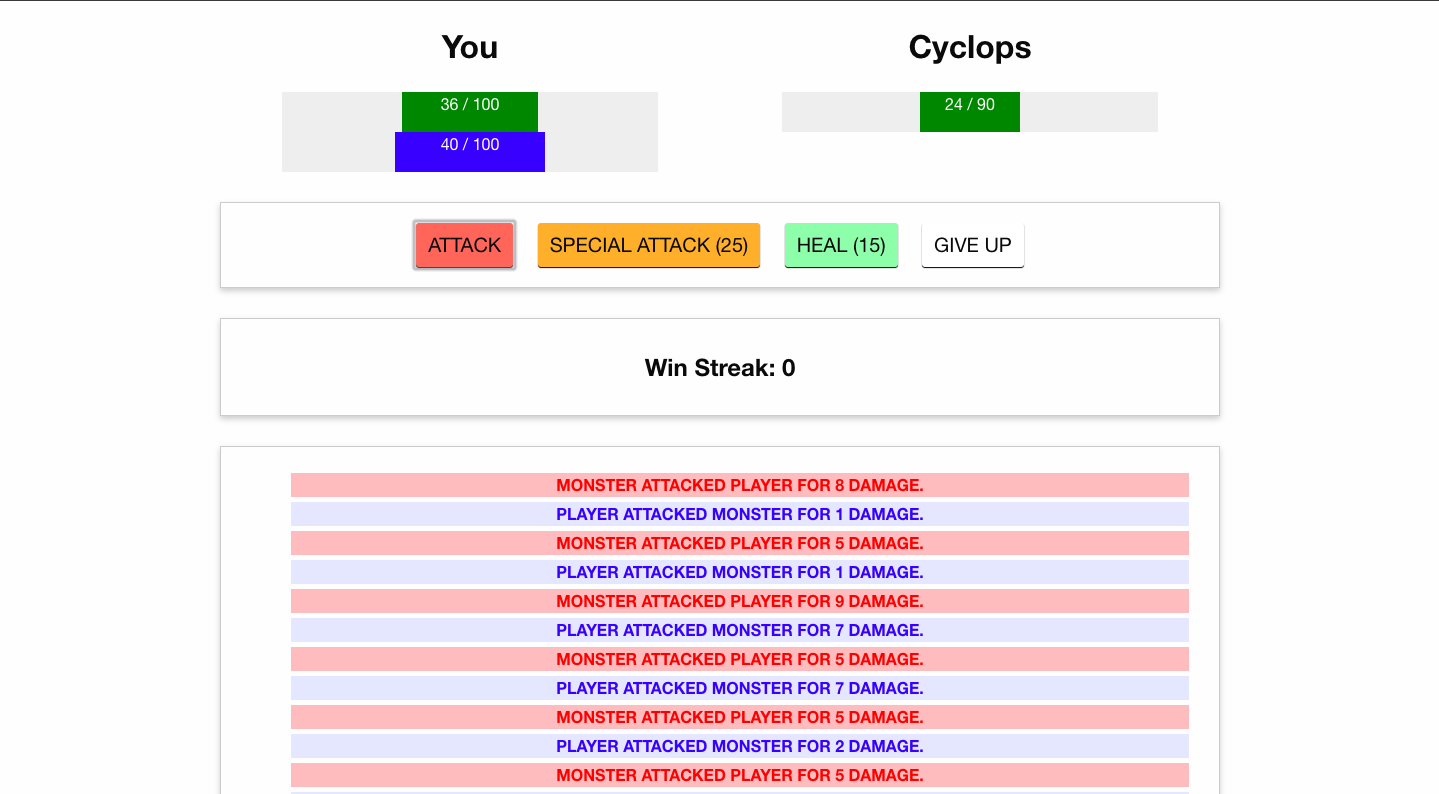 You
Cyclops
36 / 100
24 / 90
40 / 100
ATTACK
SPECIAL ATTACK (25)
HEAL (15)
GIVE UP
Win Streak: 0
MONSTER ATTACKED PLAYER FOR 8 DAMAGE.
PLAYER ATTACKED MONSTER FOR 1 DAMAGE.
MONSTER ATTACKED PLAYER FOR 5 DAMAGE.
PLAYER ATTACKED MONSTER FOR 1 DAMAGE.
MONSTER ATTACKED PLAYER FOR 9 DAMAGE.
PLAYER ATTACKED MONSTER FOR 7 DAMAGE.
MONSTER ATTACKED PLAYER FOR 5 DAMAGE.
PLAYER ATTACKED MONSTER FOR 7 DAMAGE.
MONSTER ATTACKED PLAYER FOR 5 DAMAGE.
PLAYER ATTACKED MONSTER FOR 2 DAMAGE.
MONSTER ATTACKED PLAYER FOR 5 DAMAGE.